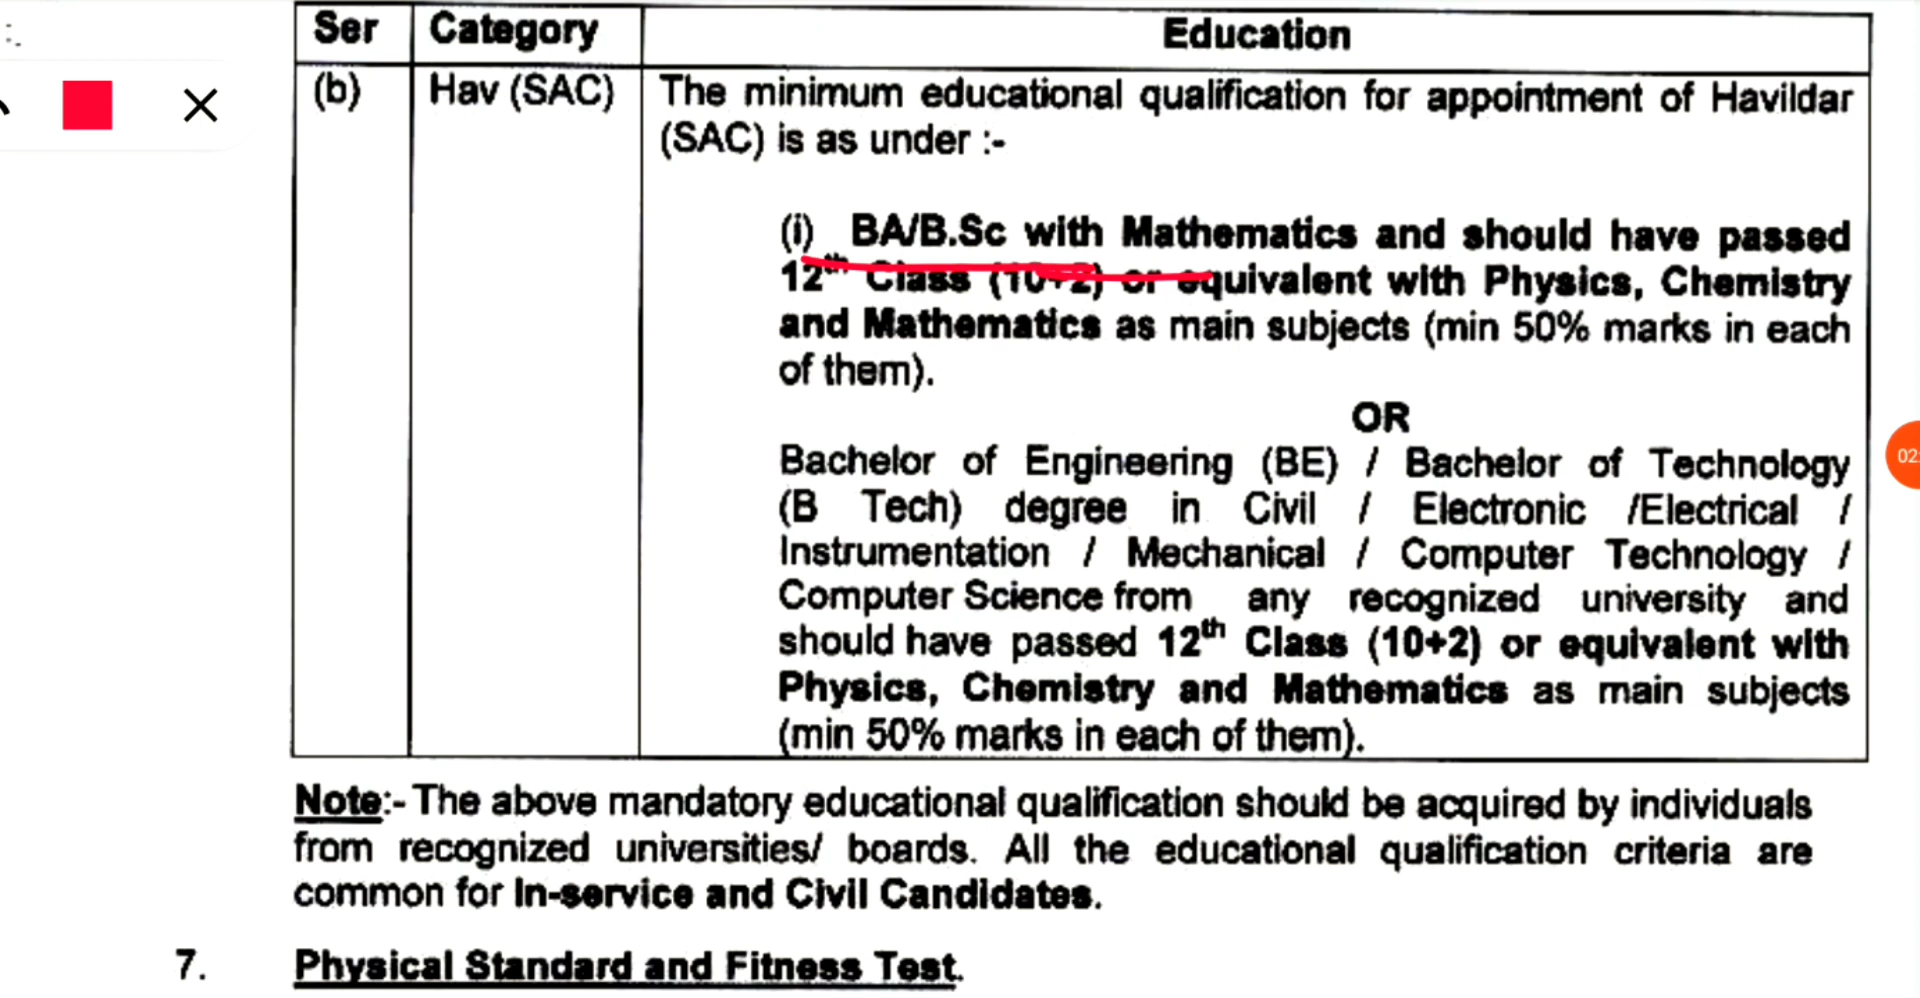 Ser Category Education
(b) Hav (SAC) The minimum educational qualification for appointment of Havildar
(SAC) is as under :-
(i) BA/B.Sc with Mathematics and should have passed
12th Class (10+2) or equivalent with Physics, Chemistry
and Mathematics as main subjects (min 50% marks in each
of them).
OR
Bachelor of Engineering (BE) / Bachelor of Technology
(B Tech) degree in Civil / Electronic /Electrical /
Instrumentation / Mechanical / Computer Technology /
Computer Science from any recognized university and
should have passed 12th Class (10+2) or equivalent with
Physics, Chemistry and Mathematics as main subjects
(min 50% marks in each of them).
Note:- The above mandatory educational qualification should be acquired by individuals
from recognized universities/ boards. All the educational qualification criteria are
common for In-service and Civil Candidates.
7. Physical Standard and Fitness Test.
02: